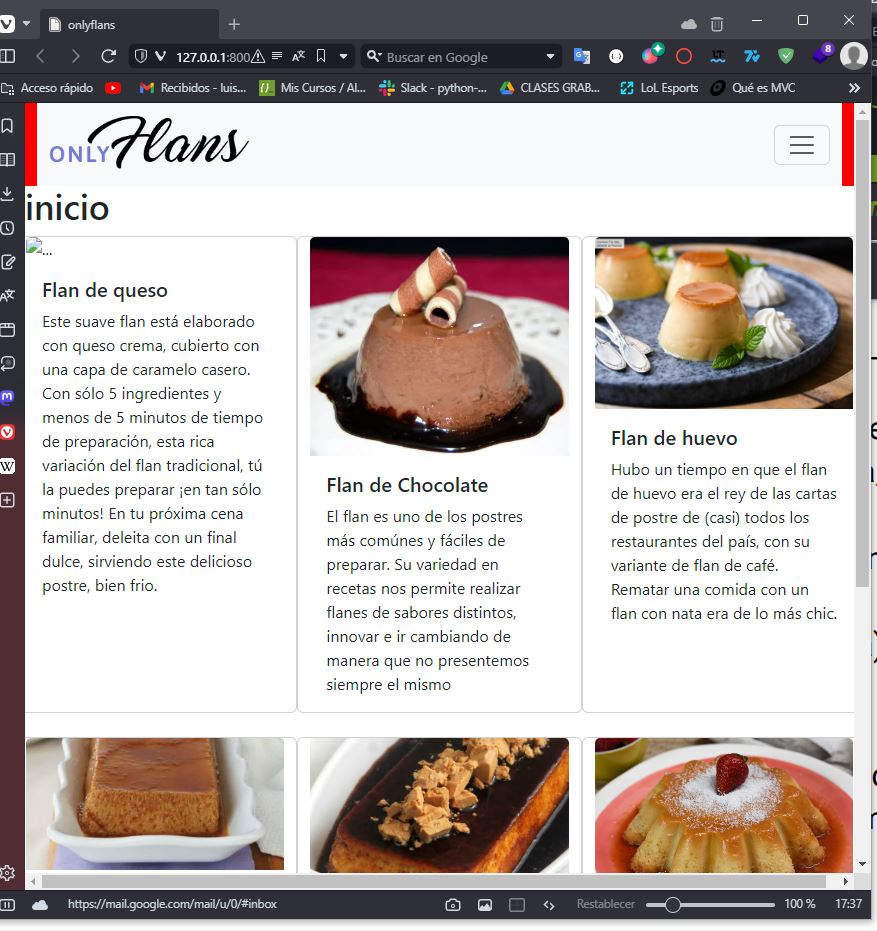 onlyflans
127.0.0.1:800
Buscar en Google
8
Acceso rápido
Recibidos - luis...
Mis Cursos / Al...
Slack - python-...
CLASES GRAB...
LoL Esports
Qué es MVC
ONLY Flans
inicio
...
Flan de queso
Este suave flan está elaborado
con queso crema, cubierto con
una capa de caramelo casero.
Con sólo 5 ingredientes y
menos de 5 minutos de tiempo
de preparación, esta rica
variación del flan tradicional, tú
la puedes preparar ¡en tan sólo
minutos! En tu próxima cena
familiar, deleita con un final
dulce, sirviendo este delicioso
postre, bien frio.
Flan de Chocolate
El flan es uno de los postres
más comúnes y fáciles de
preparar. Su variedad en
recetas nos permite realizar
flanes de sabores distintos,
innovar e ir cambiando de
manera que no presentemos
siempre el mismo
Flan de huevo
Hubo un tiempo en que el flan
de huevo era el rey de las cartas
de postre de (casi) todos los
restaurantes del país, con su
variante de flan de café.
Rematar una comida con un
flan con nata era de lo más chic.
https://mail.google.com/mail/u/0/#inbox
Restablecer
100 %
17:37